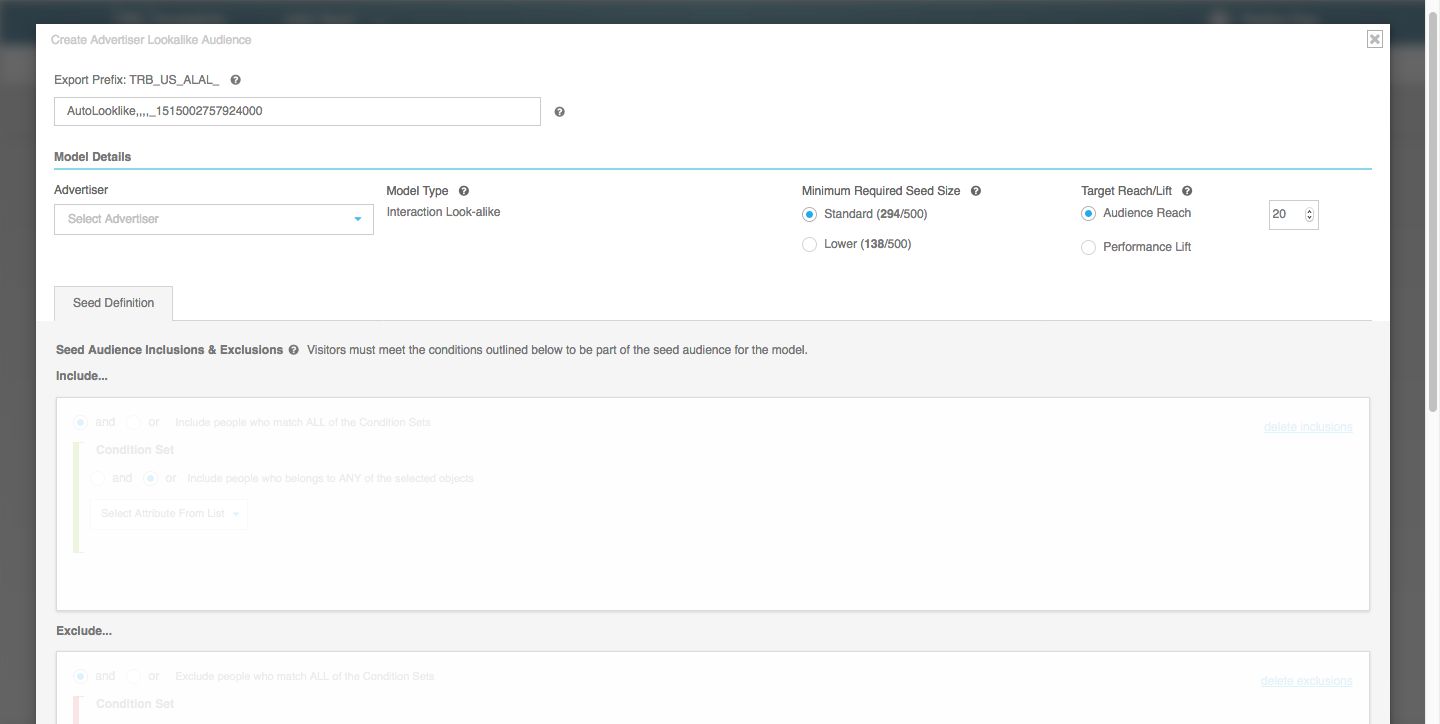 Create Advertiser Lookalike Audience
Export Prefix: TRB_US_ALAL_
AutoLooklike,,,,_1515002757924000
Model Details
Advertiser
Select Advertiser
Model Type
Interaction Look-alike
Minimum Required Seed Size
Standard (294/500)
Lower (138/500)
Target Reach/Lift
Audience Reach
20
Performance Lift
Seed Definition
Seed Audience Inclusions & Exclusions Visitors must meet the conditions outlined below to be part of the seed audience for the model.
Include...
and or Include people who match ALL of the Condition Sets
delete inclusions
Condition Set
and or Include people who belongs to ANY of the selected objects
Select Attribute From List
Exclude...
and or Exclude people who match ALL of the Condition Sets
delete exclusions
Condition Set